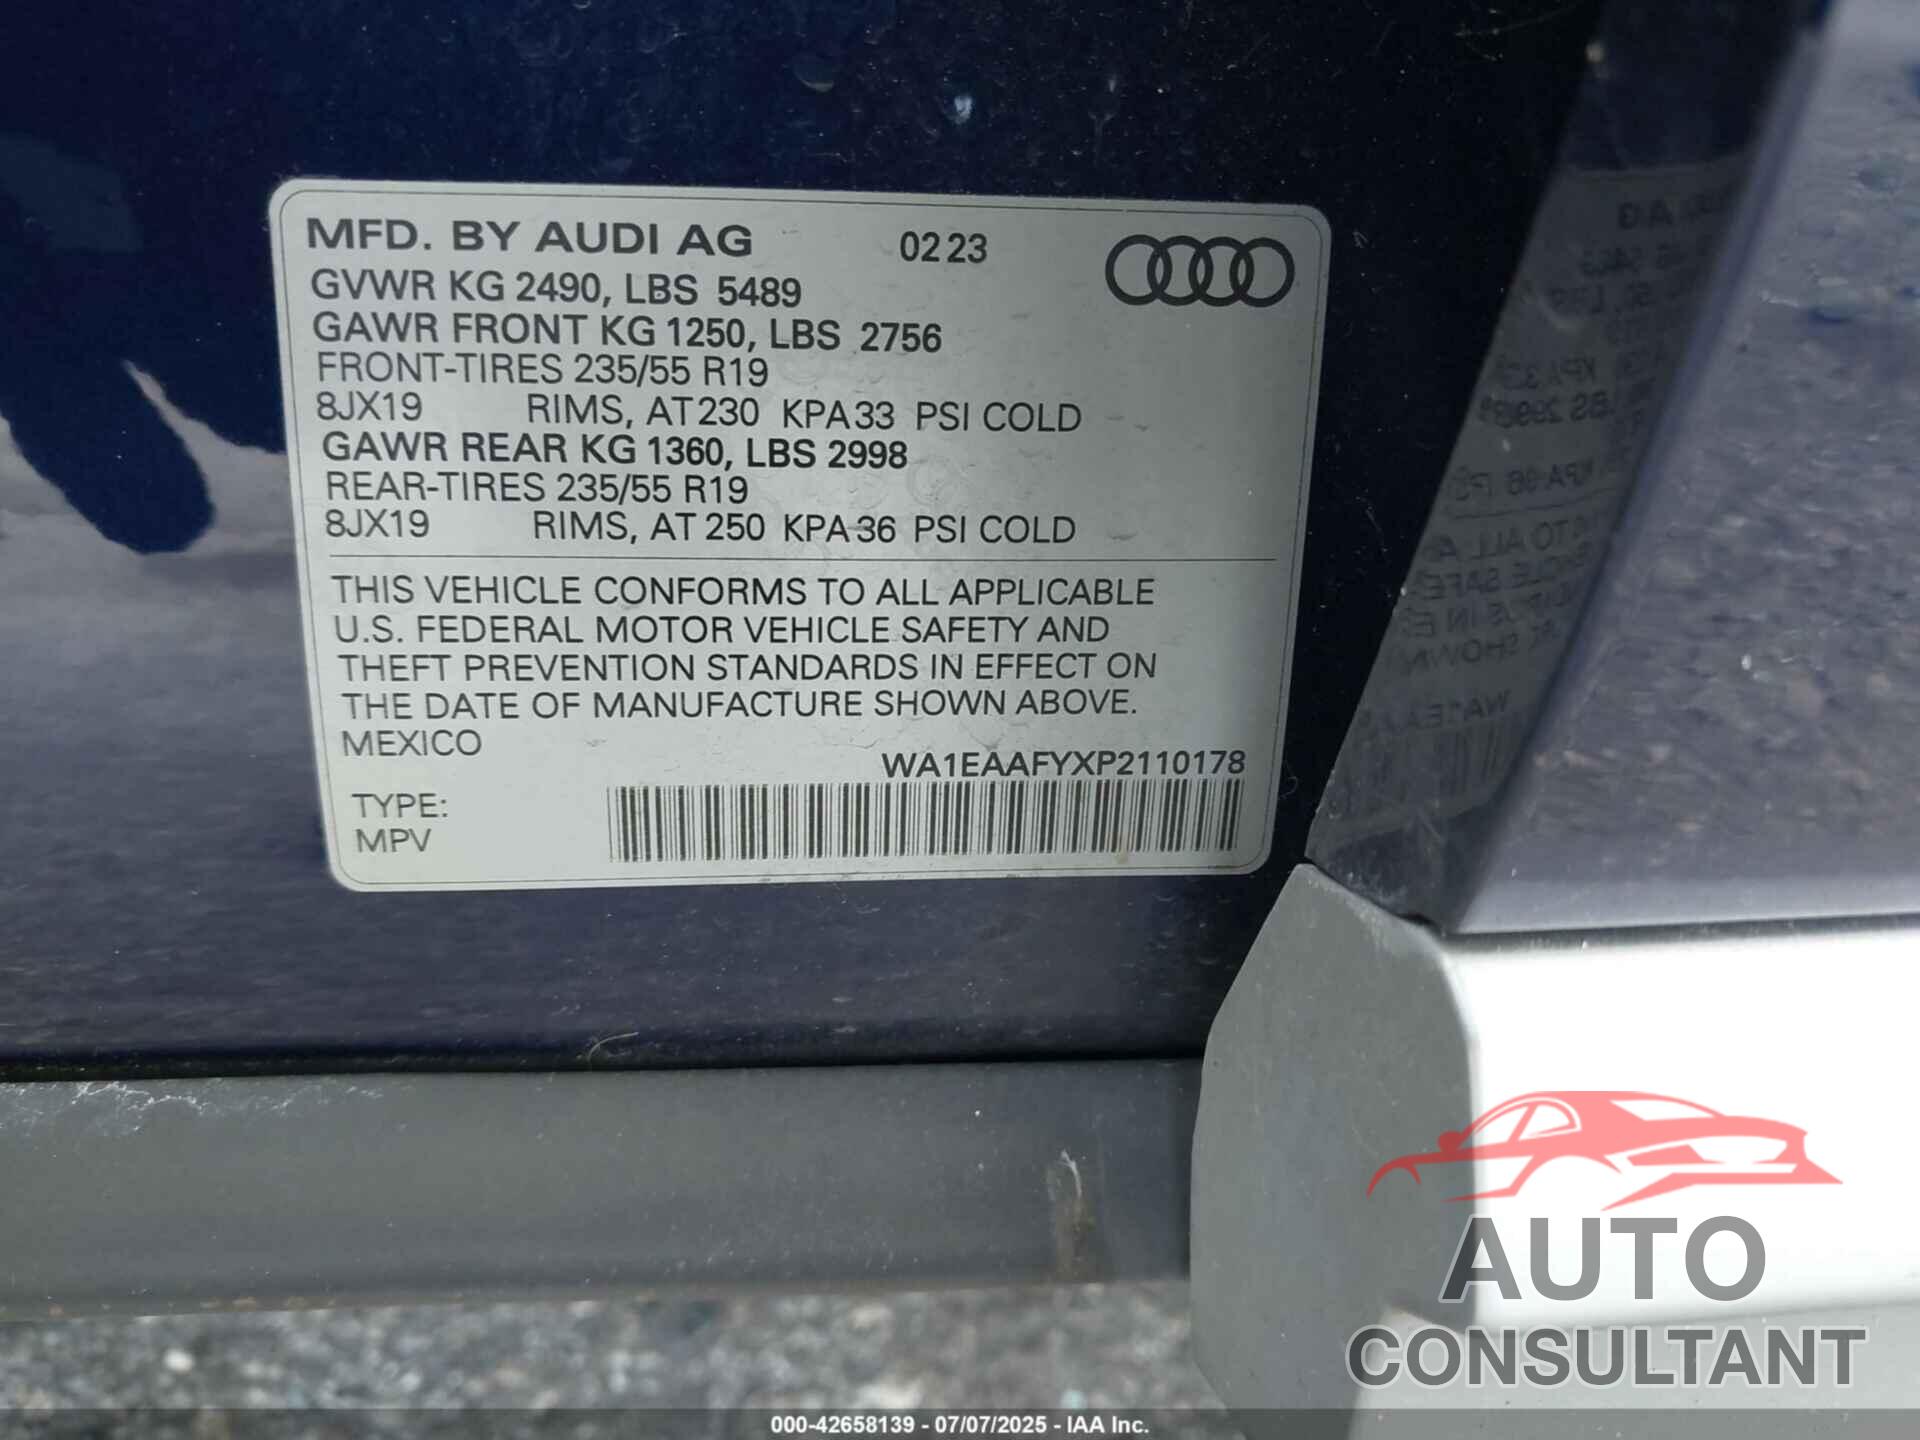 MFD. BY AUDI AG 02 23
GVWR KG 2490, LBS 5489
GAWR FRONT KG 1250, LBS 2756
FRONT-TIRES 235/55 R19
8JX19 RIMS, AT 230 KPA 33 PSI COLD
GAWR REAR KG 1360, LBS 2998
REAR-TIRES 235/55 R19
8JX19 RIMS, AT 250 KPA 36 PSI COLD
THIS VEHICLE CONFORMS TO ALL APPLICABLE
U.S. FEDERAL MOTOR VEHICLE SAFETY AND
THEFT PREVENTION STANDARDS IN EFFECT ON
THE DATE OF MANUFACTURE SHOWN ABOVE.
MEXICO
WA1EAAFYXP2110178
TYPE:
MPV
AUTO
CONSULTANT
000-42658139 - 07/07/2025 - IAA Inc.